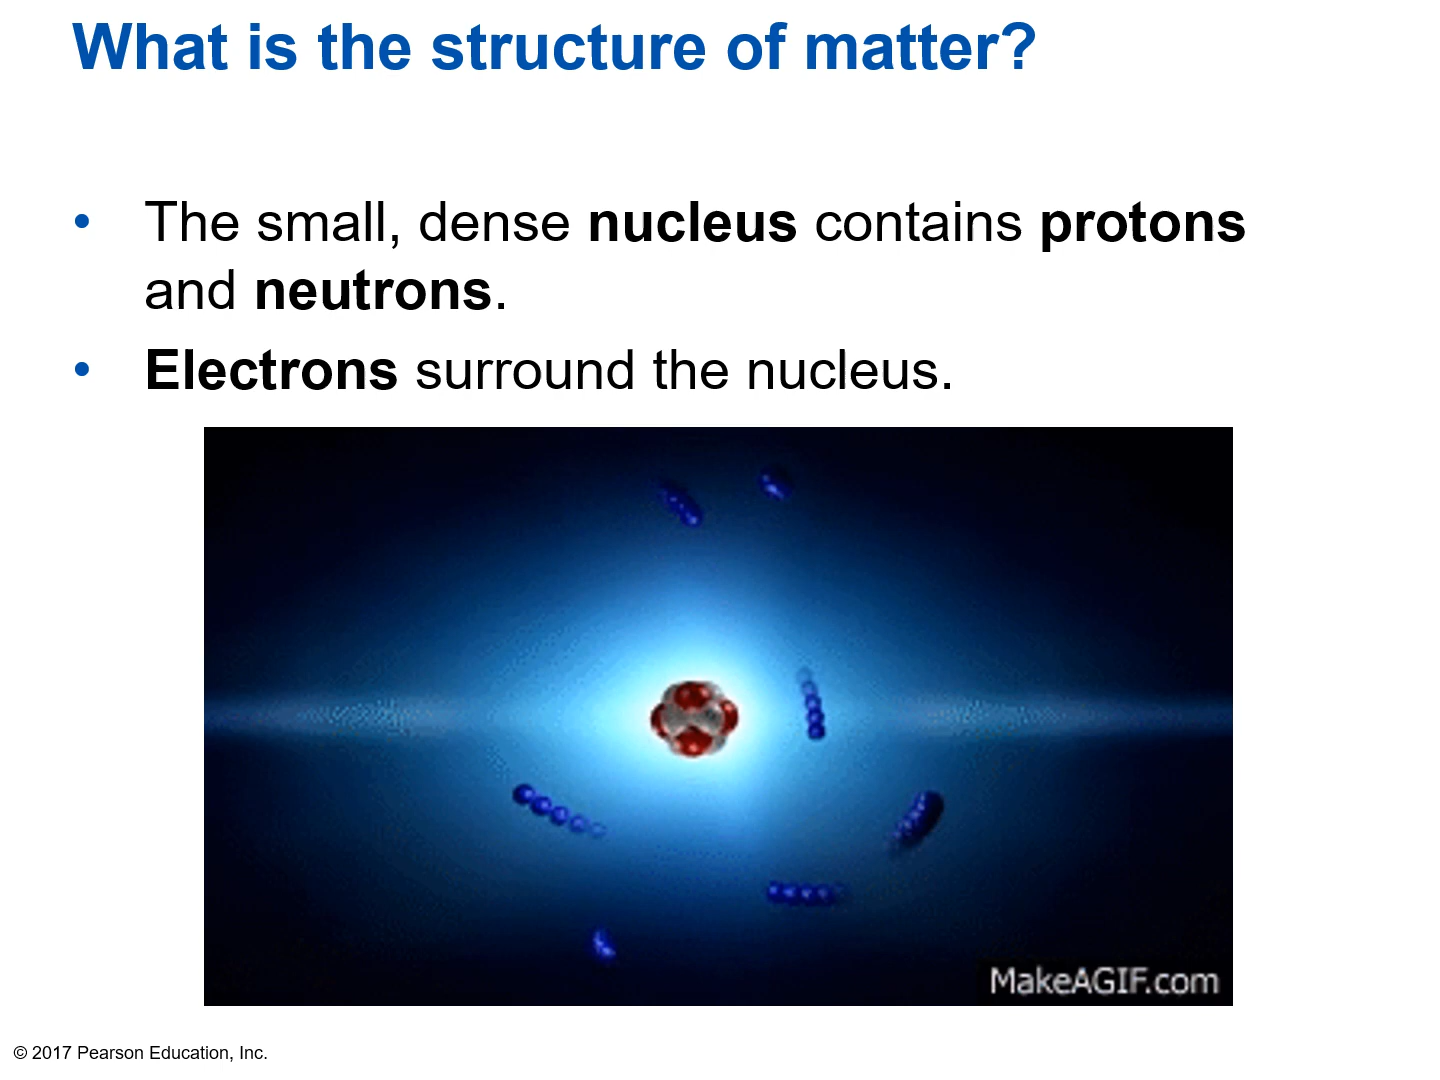 What is the structure of matter?
• The small, dense nucleus contains protons
and neutrons.
• Electrons surround the nucleus.
MakeAGIF.com
© 2017 Pearson Education, Inc.